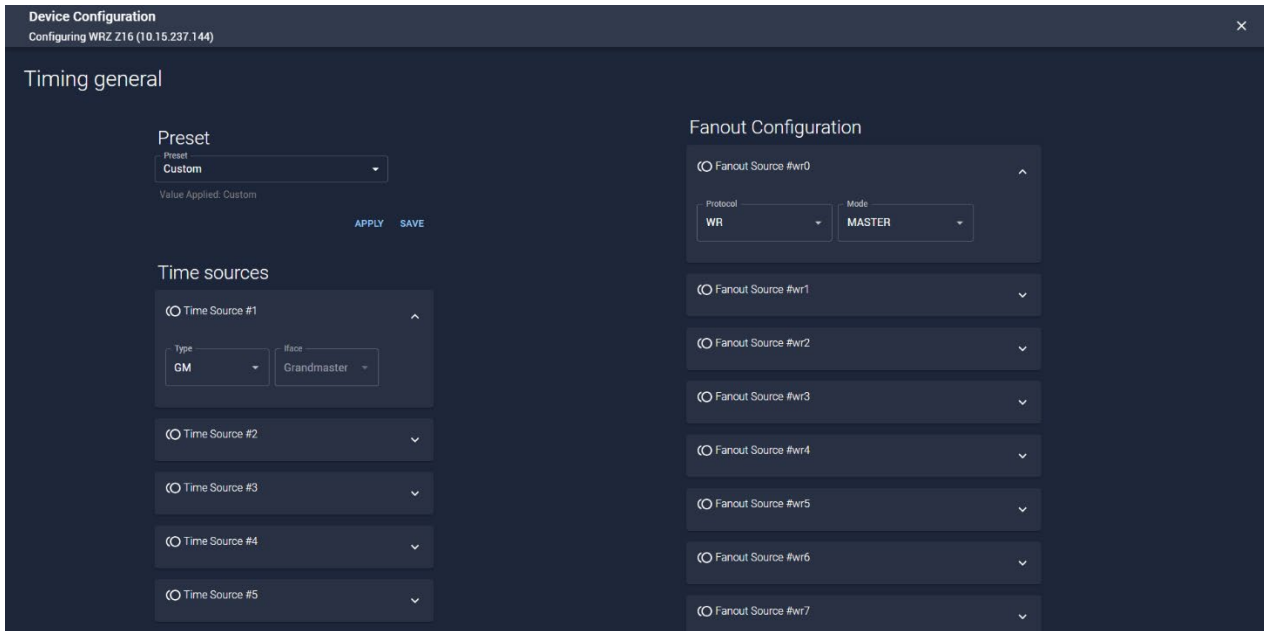 Device Configuration
Configuring WRZ Z16 (10.15.237.144)
Timing general
Preset
Preset
Custom
Value Applied: Custom
APPLY SAVE
Time sources
Time Source #1
Type Iface
GM Grandmaster
Time Source #2
Time Source #3
Time Source #4
Time Source #5
Fanout Configuration
Fanout Source #wr0
Protocol Mode
WR MASTER
Fanout Source #wr1
Fanout Source #wr2
Fanout Source #wr3
Fanout Source #wr4
Fanout Source #wr5
Fanout Source #wr6
Fanout Source #wr7